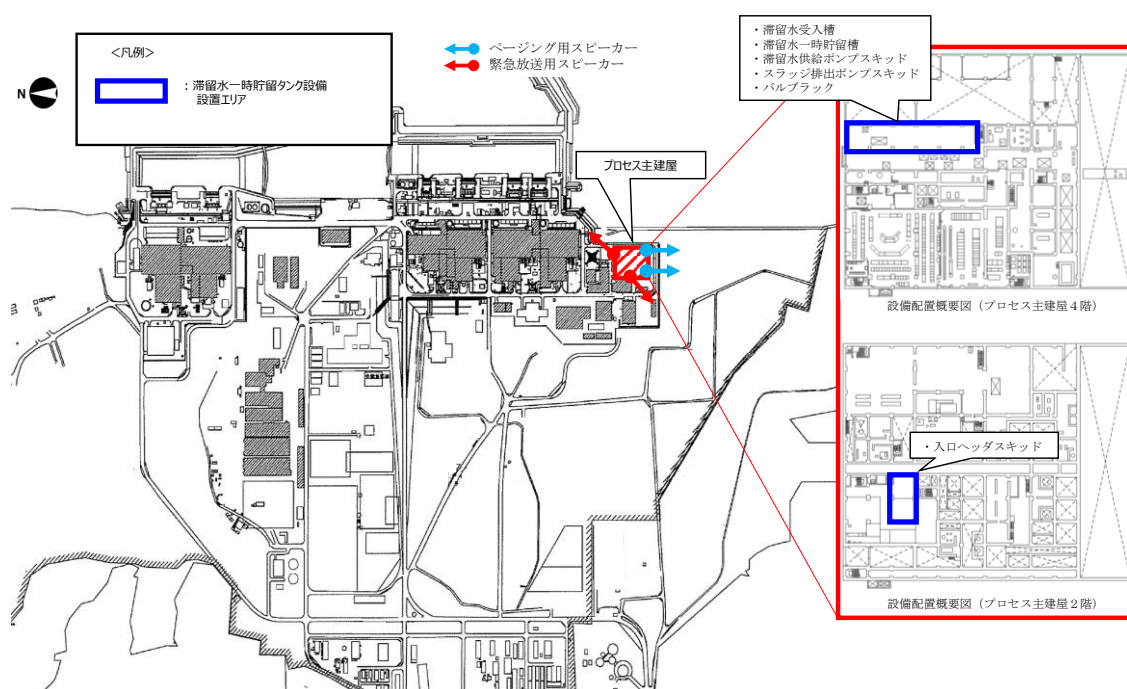 <凡例>
：滞留水一時貯留タンク設備
設置エリア
N
ページング用スピーカー
緊急放送用スピーカー
プロセス主建屋
・滞留水受入槽
・滞留水一時貯留槽
・滞留水供給ポンプスキッド
・スラッジ排出ポンプスキッド
・バルブラック
設備配置概要図（プロセス主建屋４階）
・入口ヘッダスキッド
設備配置概要図（プロセス主建屋２階）